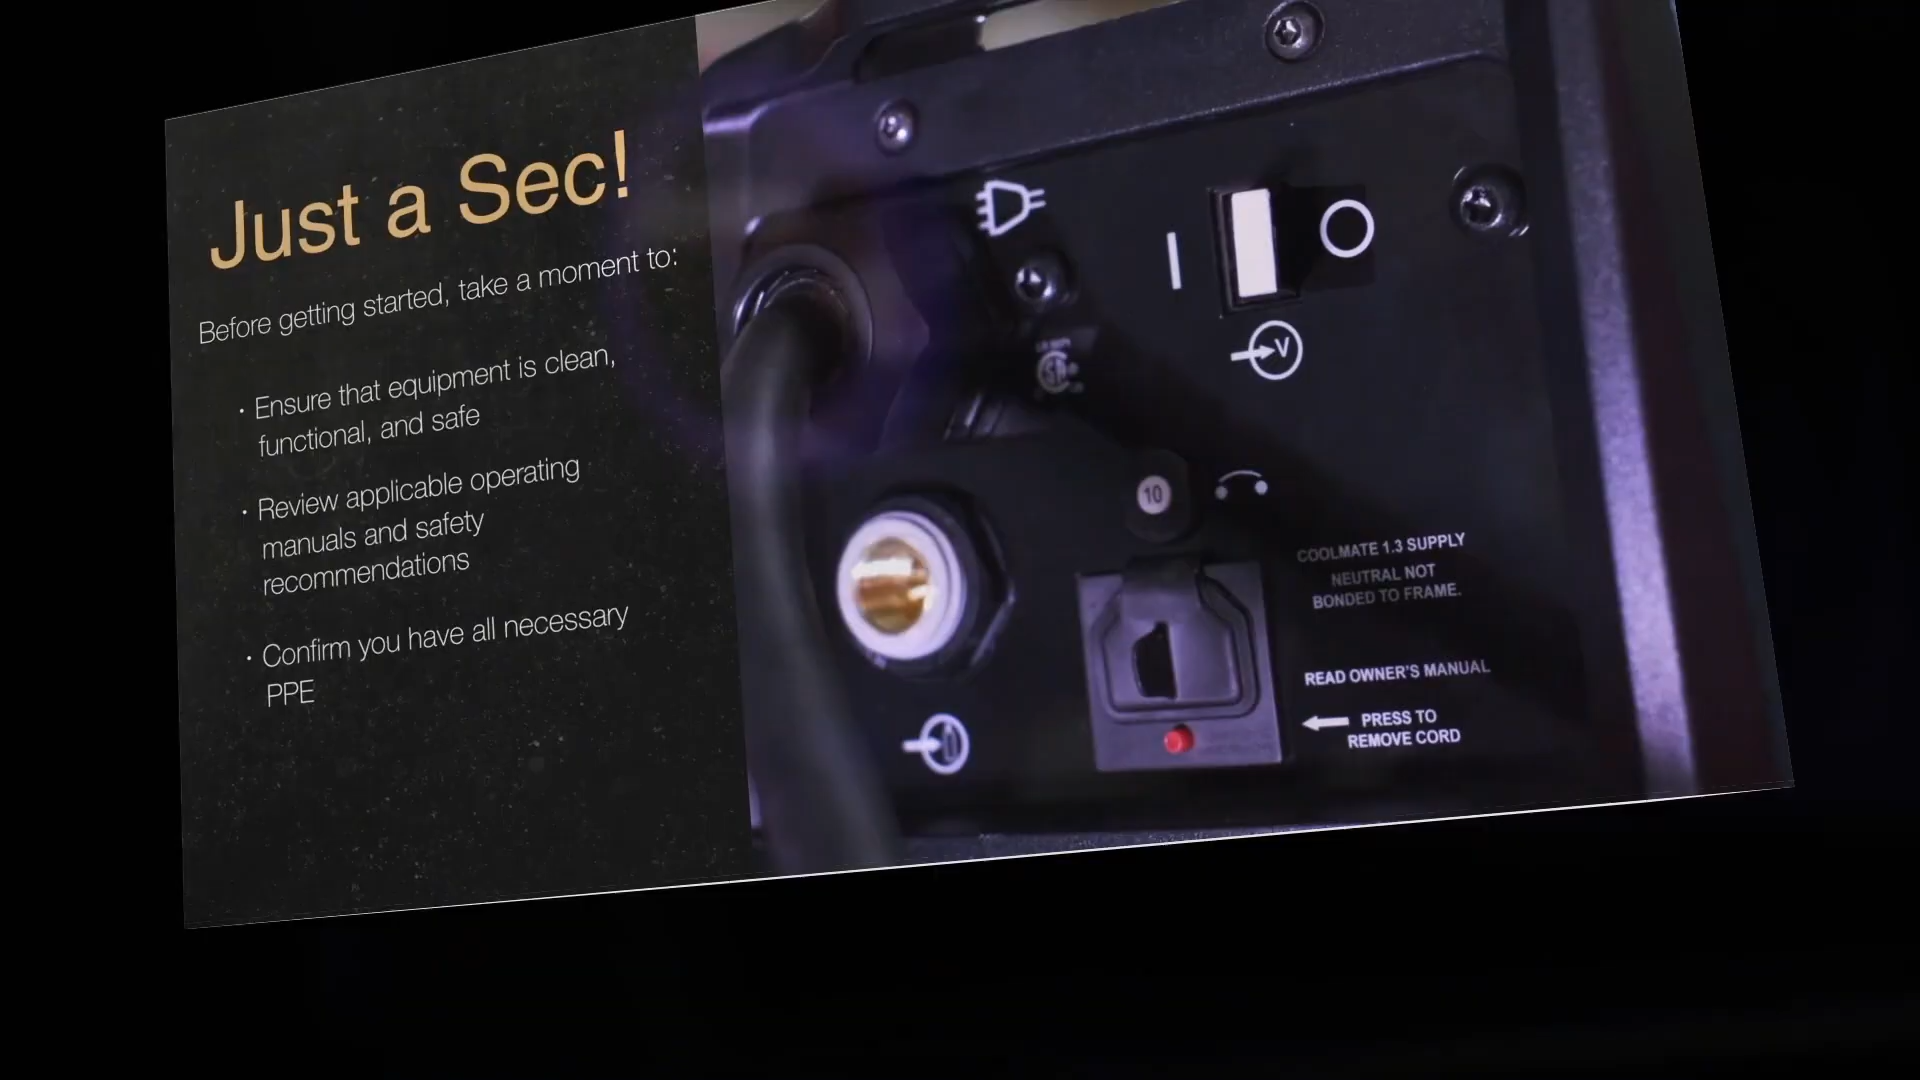 Just a Sec!
Before getting started, take a moment to:
· Ensure that equipment is clean,
functional, and safe
· Review applicable operating
manuals and safety
recommendations
· Confirm you have all necessary
PPE
V
10
COOLMATE 1.3 SUPPLY
NEUTRAL NOT
BONDED TO FRAME.
READ OWNER'S MANUAL
PRESS TO
REMOVE CORD